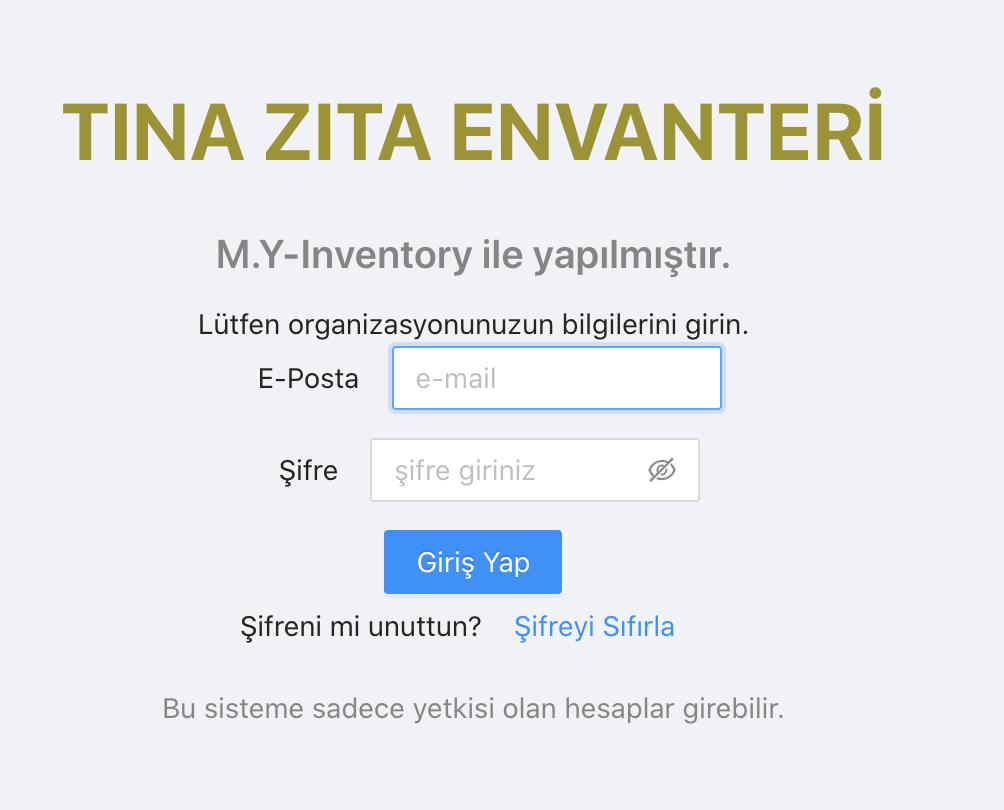 TINA ZITA ENVANTERİ
M.Y-Inventory ile yapılmıştır.
Lütfen organizasyonunuzun bilgilerini girin.
E-Posta e-mail
Şifre şifre giriniz
Giriş Yap
Şifreni mi unuttun? Şifreyi Sıfırla
Bu sisteme sadece yetkisi olan hesaplar girebilir.